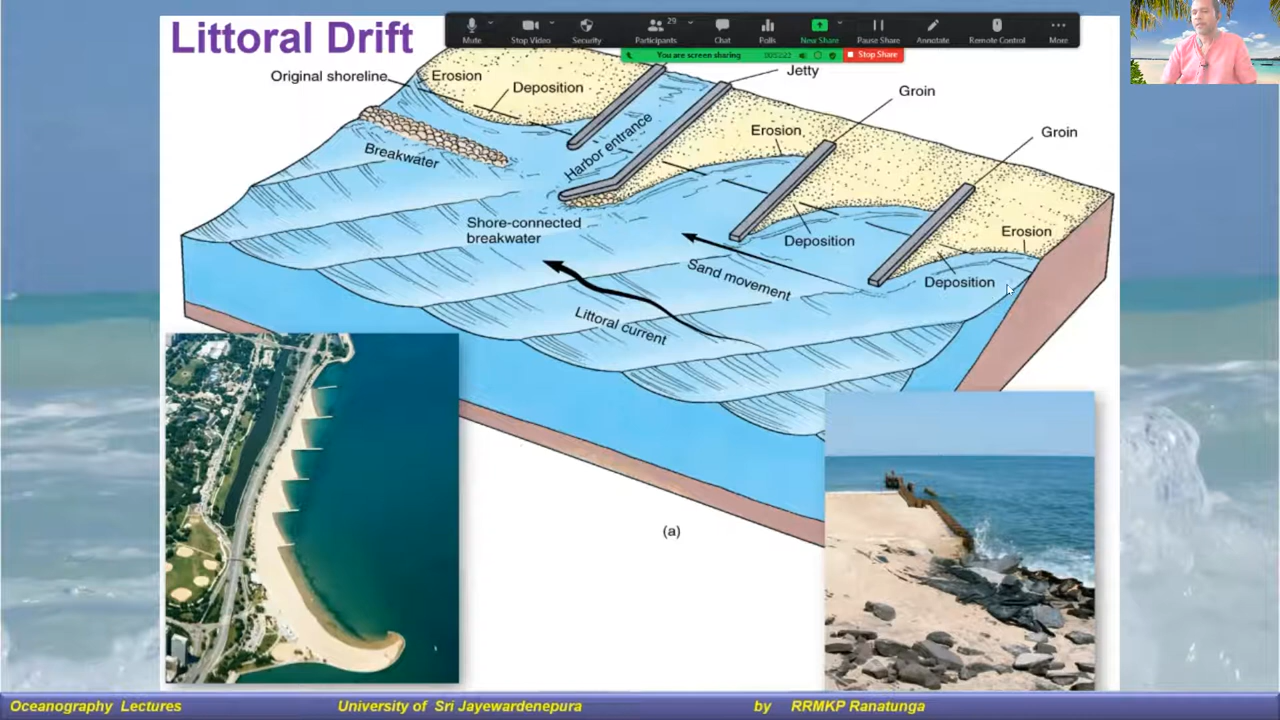 Littoral Drift
29
Mute
Stop Video
Security
Participants
Chat
Polls
New Share
Pause Share
Annotate
Remote Control
More
You are screen sharing
Stop Share
Original shoreline
Erosion
Deposition
Jetty
Groin
Groin
Breakwater
Harbor entrance
Erosion
Shore-connected
breakwater
Deposition
Erosion
Sand movement
Deposition
Littoral current
(a)
Oceanography Lectures
University of Sri Jayewardenepura
by RRMKP Ranatunga